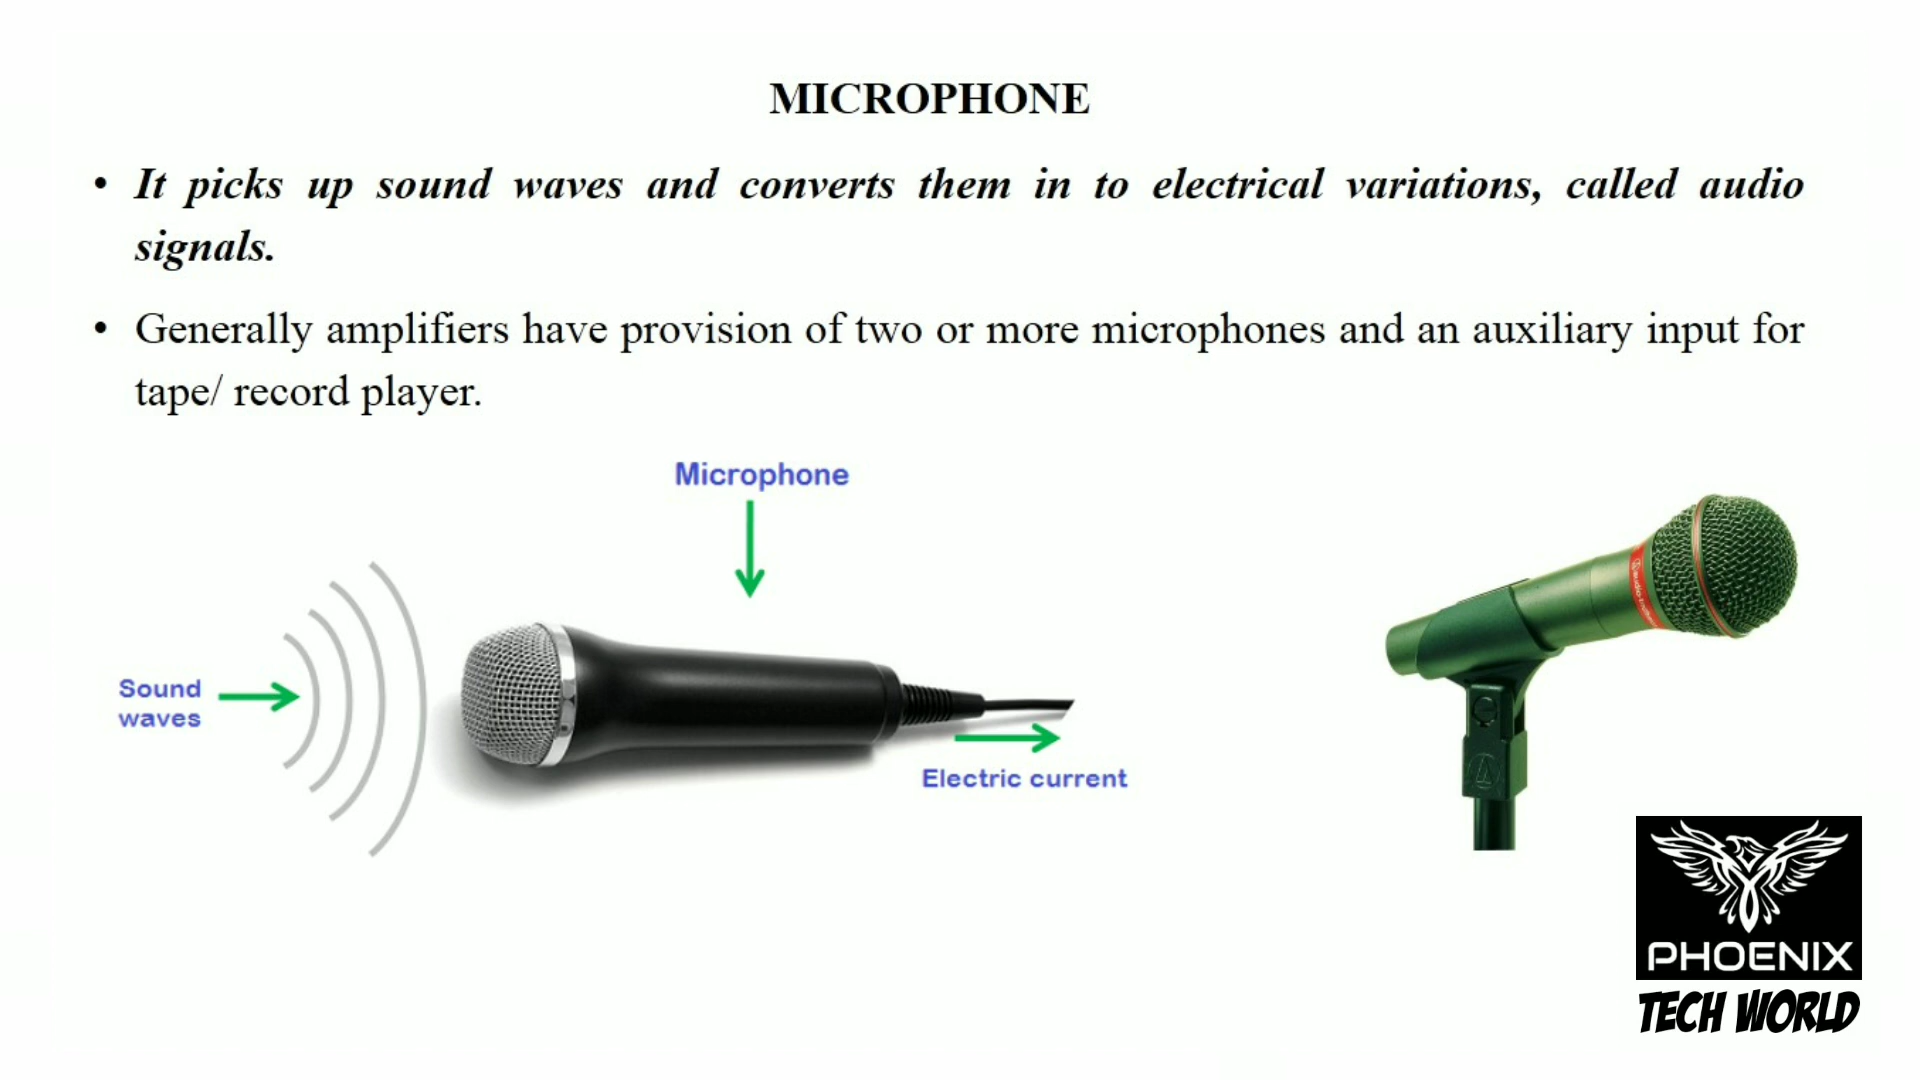 MICROPHONE
• It picks up sound waves and converts them in to electrical variations, called audio
signals.
• Generally amplifiers have provision of two or more microphones and an auxiliary input for
tape/ record player.
Microphone
Sound
waves
Electric current
PHOENIX
TECH WORLD